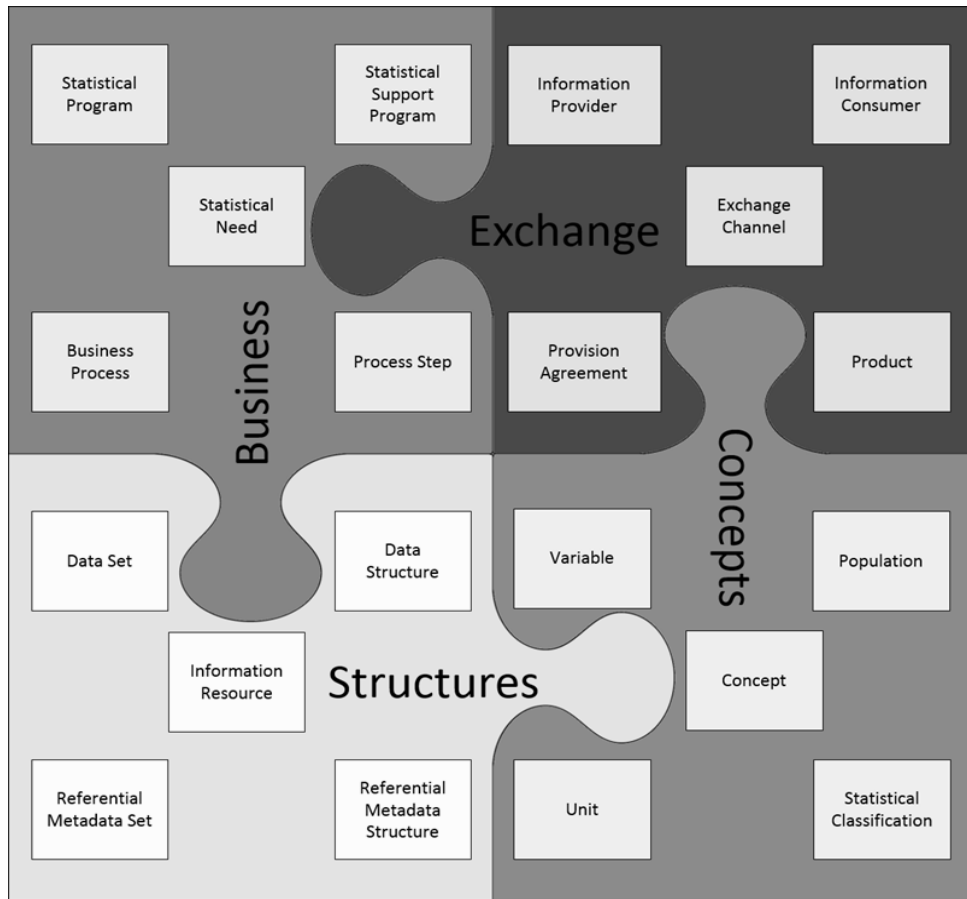 Statistical
Program
Statistical
Support
Program
Statistical
Need
Business
Business
Process
Process Step
Information
Provider
Information
Consumer
Exchange
Exchange
Channel
Provision
Agreement
Product
Data Set
Data
Structure
Information
Resource
Structures
Referential
Metadata Set
Referential
Metadata
Structure
Concepts
Variable
Population
Concept
Unit
Statistical
Classification